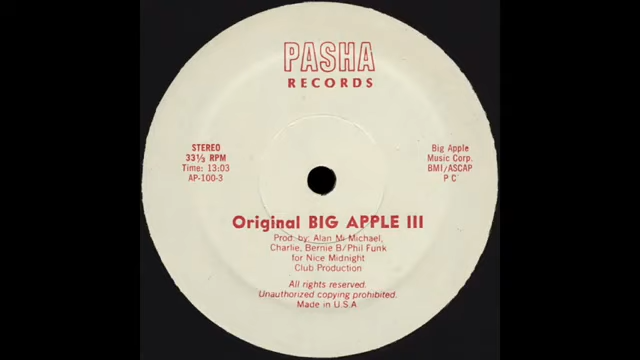 PASHA
RECORDS
STEREO
33⅓ RPM
Time: 13:03
AP-100-3
Big Apple
Music Corp.
BMI/ASCAP
P C
Original BIG APPLE III
Prod. by: Alan Mi Michael,
Charlie, Bernie B/Phil Funk
for Nice Midnight
Club Production
All rights reserved.
Unauthorized copying prohibited.
Made in U.S.A